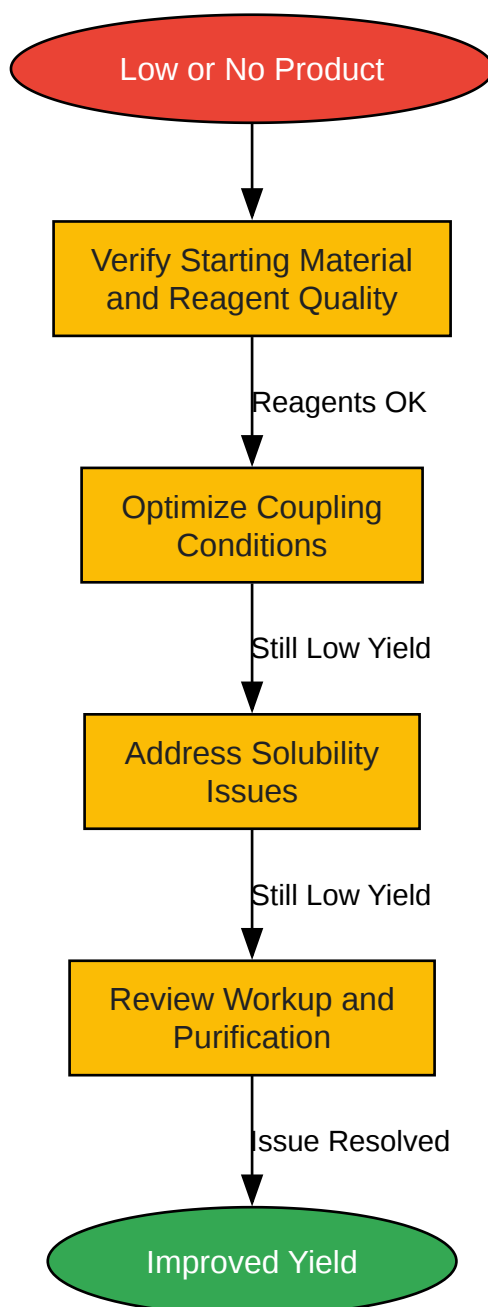 Low or No Product
Verify Starting Material
and Reagent Quality
Reagents OK
Optimize Coupling
Conditions
Still Low Yield
Address Solubility
Issues
Still Low Yield
Review Workup and
Purification
Issue Resolved
Improved Yield